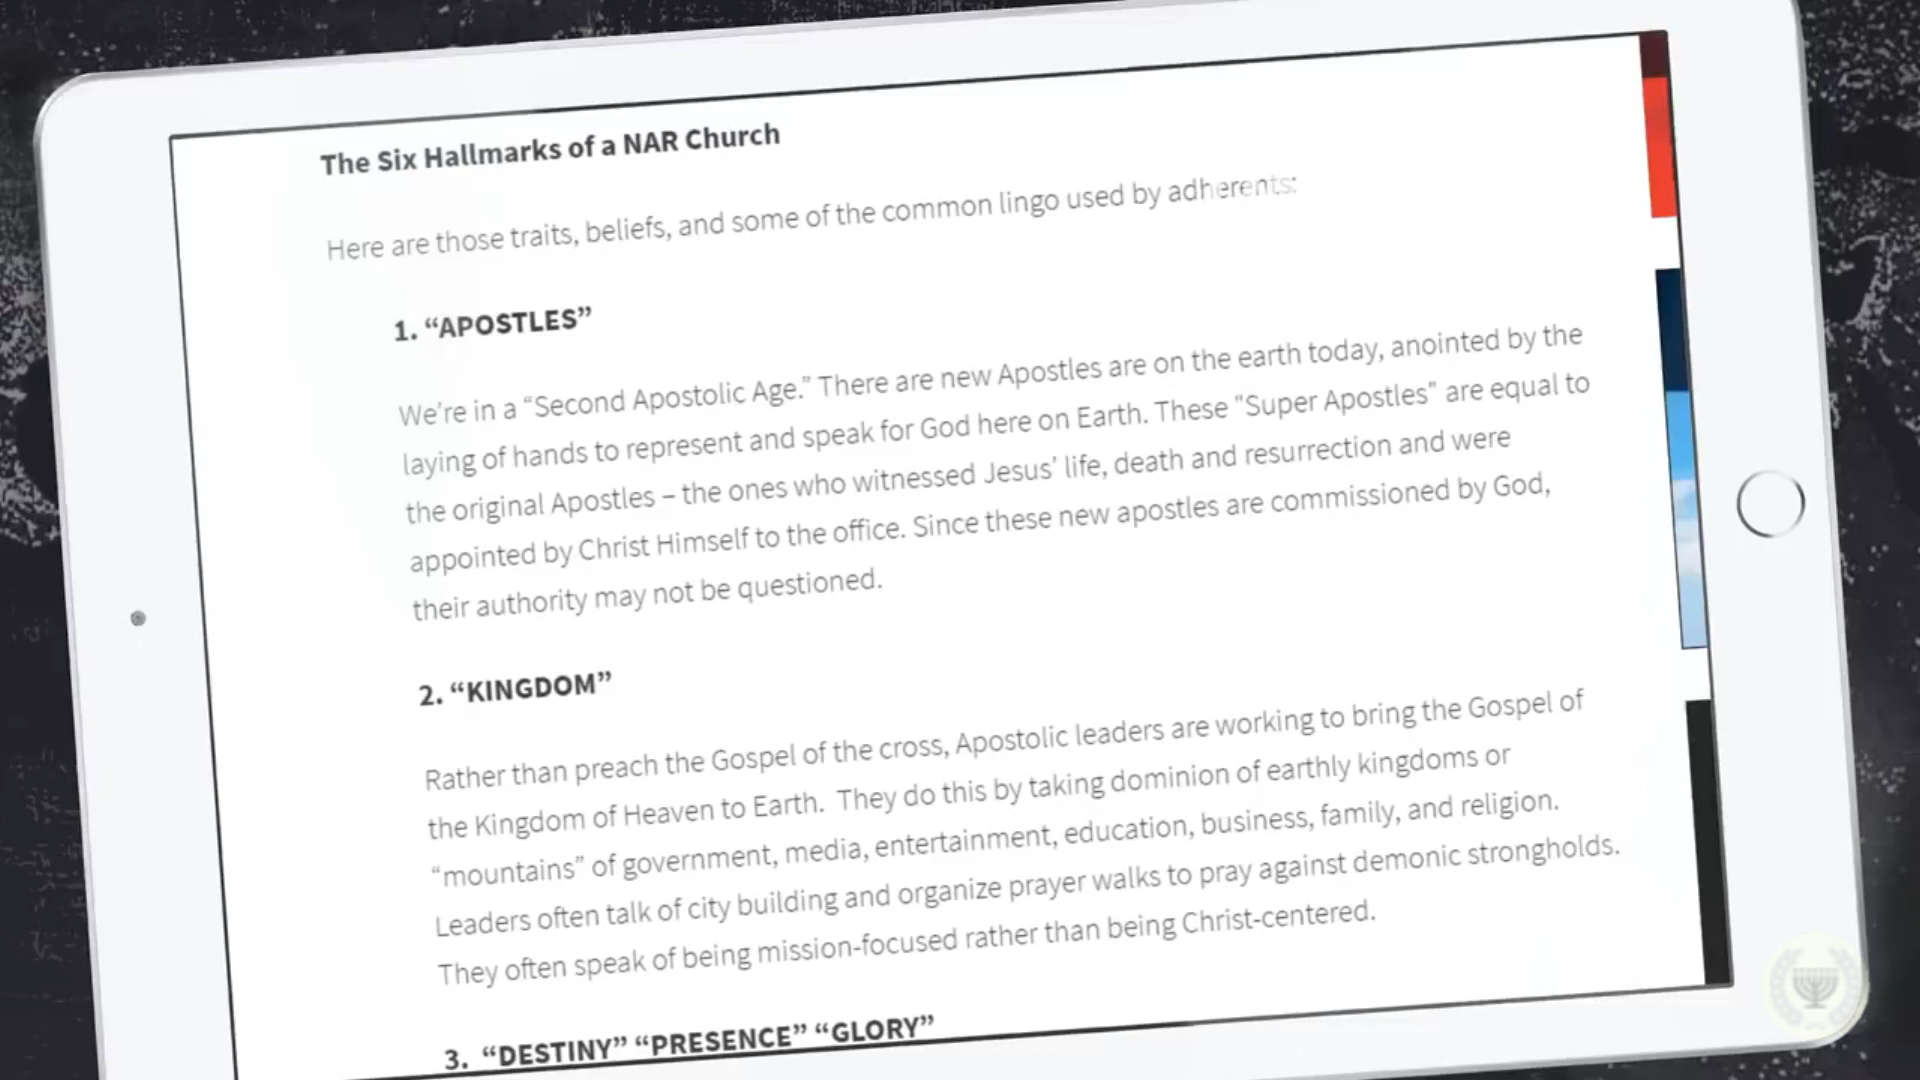 The Six Hallmarks of a NAR Church
Here are those traits, beliefs, and some of the common lingo used by adherents:
1. “APOSTLES”
We’re in a “Second Apostolic Age.” There are new Apostles are on the earth today, anointed by the
laying of hands to represent and speak for God here on Earth. These "Super Apostles" are equal to
the original Apostles – the ones who witnessed Jesus’ life, death and resurrection and were
appointed by Christ Himself to the office. Since these new apostles are commissioned by God,
their authority may not be questioned.
2. “KINGDOM”
Rather than preach the Gospel of the cross, Apostolic leaders are working to bring the Gospel of
the Kingdom of Heaven to Earth.  They do this by taking dominion of earthly kingdoms or
“mountains” of government, media, entertainment, education, business, family, and religion.
Leaders often talk of city building and organize prayer walks to pray against demonic strongholds.
They often speak of being mission-focused rather than being Christ-centered.
3. “DESTINY” “PRESENCE” “GLORY”